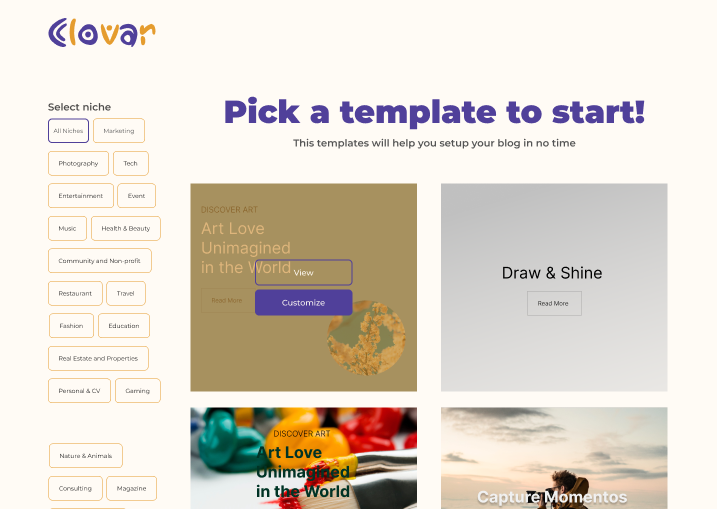 Clovar
Select niche
All Niches
Marketing
Photography
Tech
Entertainment
Event
Music
Health & Beauty
Community and Non-profit
Restaurant
Travel
Fashion
Education
Real Estate and Properties
Personal & CV
Gaming
Nature & Animals
Consulting
Magazine
Pick a template to start!
This templates will help you setup your blog in no time
DISCOVER ART
Art Love
Unimagined
in the World
Read More
View
Customize
Draw & Shine
Read More
DISCOVER ART
Art Love
Unimagined
in the World
Capture Momentos